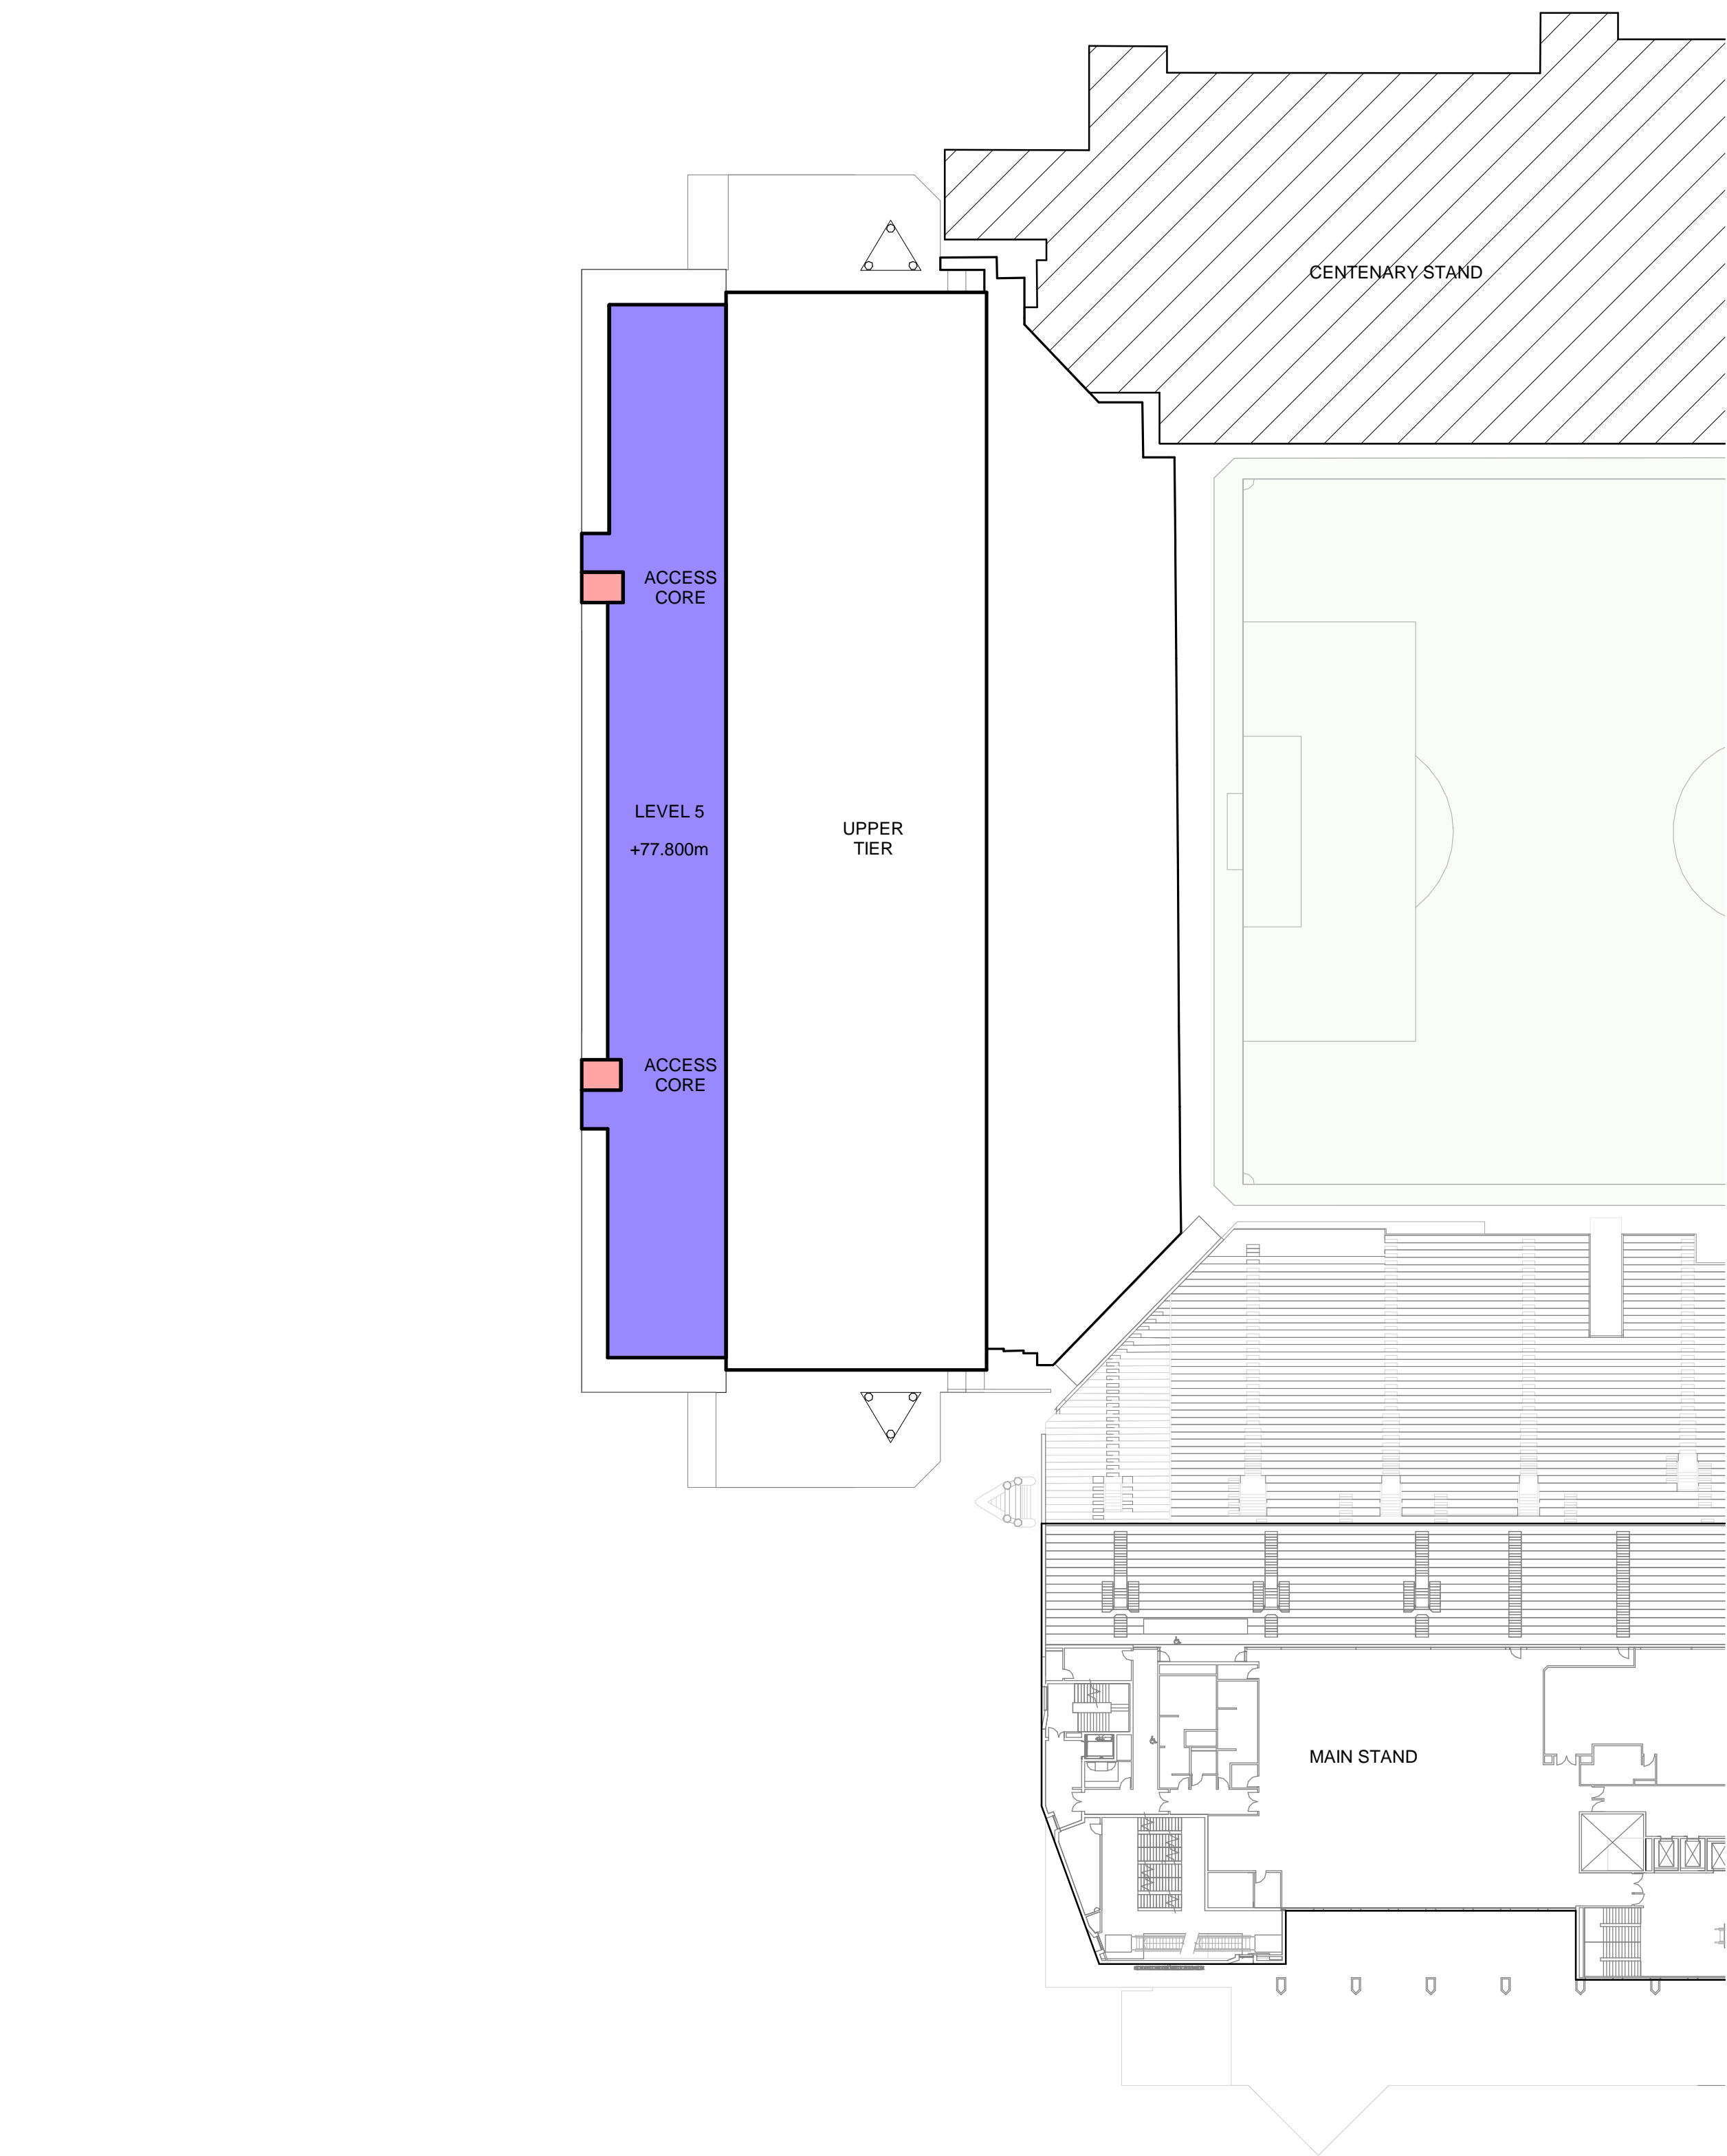 CENTENARY STAND
ACCESS
CORE
LEVEL 5
+77.800m
UPPER
TIER
ACCESS
CORE
MAIN STAND